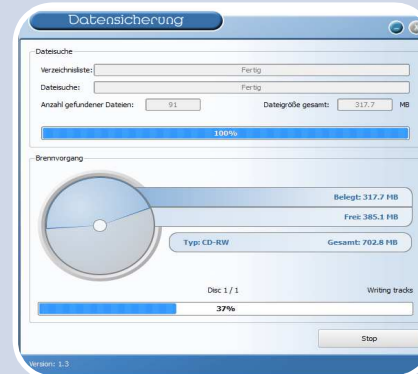 Datensicherung
Dateisuche
Verzeichnisliste: Fertig
Dateisuche: Fertig
Anzahl gefundener Dateien: 91 Dateigröße gesamt: 317.7 MB
100%
Brennvorgang
Belegt: 317.7 MB
Frei: 385.1 MB
Typ: CD-RW Gesamt: 702.8 MB
Disc 1 / 1 Writing tracks
37%
Stop
Version: 1.3